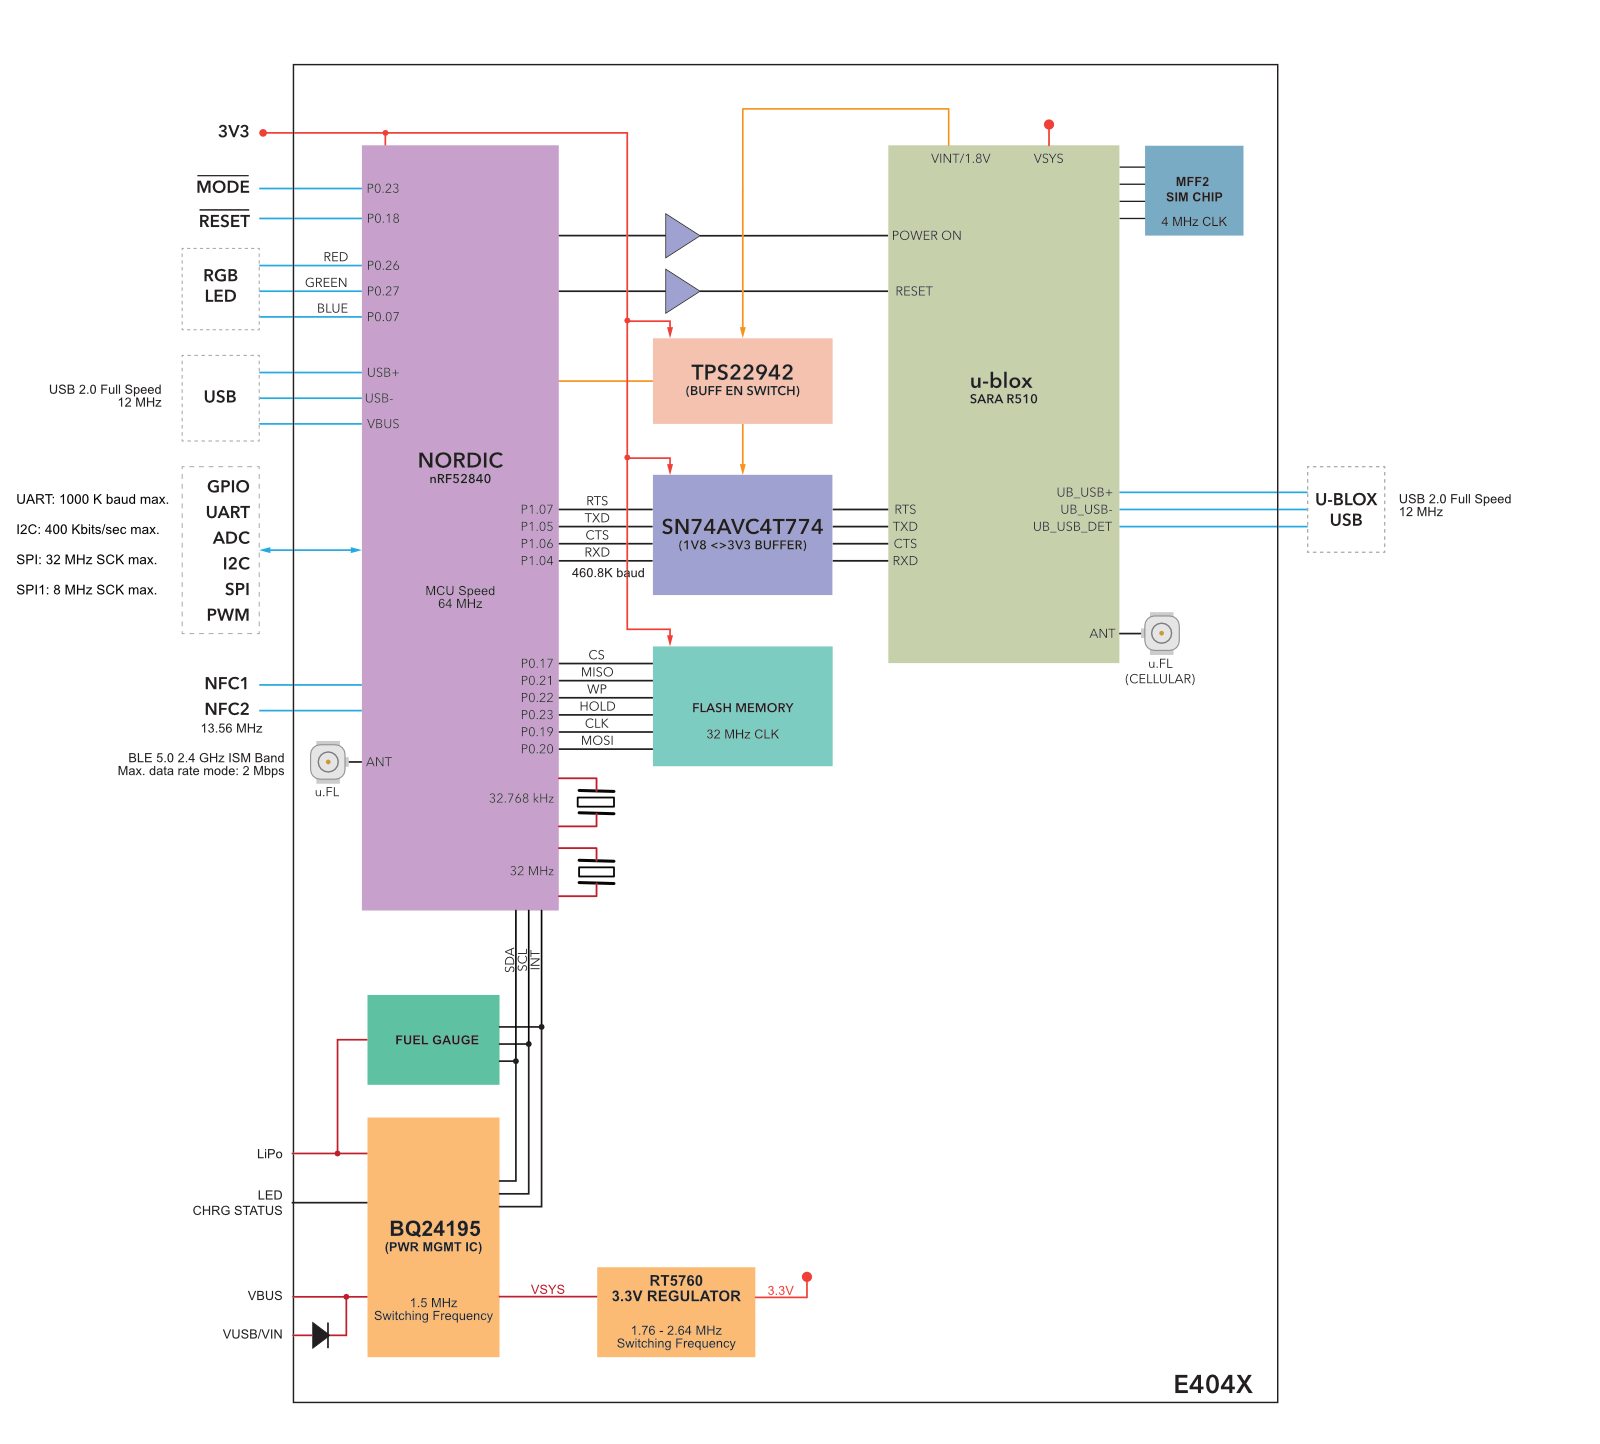 3V3
MODE
RESET
RGB
LED
RED
GREEN
BLUE
P0.23
P0.18
P0.26
P0.27
P0.07
USB 2.0 Full Speed
12 MHz
USB
USB+
USB-
VBUS
UART: 1000 K baud max.
I2C: 400 Kbits/sec max.
SPI: 32 MHz SCK max.
SPI1: 8 MHz SCK max.
GPIO
UART
ADC
I2C
SPI
PWM
NFC1
NFC2
13.56 MHz
BLE 5.0 2.4 GHz ISM Band
Max. data rate mode: 2 Mbps
u.FL
ANT
NORDIC
nRF52840
MCU Speed
64 MHz
P1.07
P1.05
P1.06
P1.04
RTS
TXD
CTS
RXD
460.8K baud
P0.17
P0.21
P0.22
P0.23
P0.19
P0.20
CS
MISO
WP
HOLD
CLK
MOSI
32.768 kHz
32 MHz
TPS22942
(BUFF EN SWITCH)
SN74AVC4T774
(1V8 <>3V3 BUFFER)
FLASH MEMORY
32 MHz CLK
VINT/1.8V
VSYS
POWER ON
RESET
u-blox
SARA R510
RTS
TXD
CTS
RXD
UB_USB+
UB_USB-
UB_USB_DET
ANT
MFF2
SIM CHIP
4 MHz CLK
U-BLOX
USB
USB 2.0 Full Speed
12 MHz
u.FL
(CELLULAR)
SDA
SCL
INT
FUEL GAUGE
LiPo
LED
CHRG STATUS
VBUS
VUSB/VIN
BQ24195
(PWR MGMT IC)
1.5 MHz
Switching Frequency
VSYS
RT5760
3.3V REGULATOR
1.76 - 2.64 MHz
Switching Frequency
3.3V
E404X